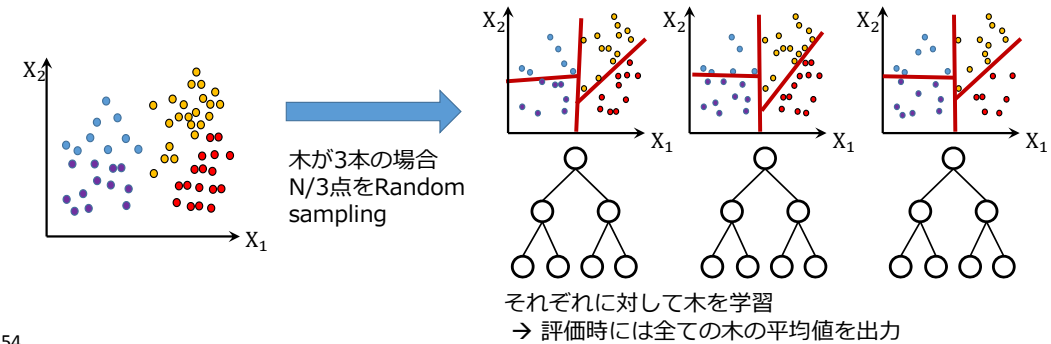 X₂
X₁
木が3本の場合
N/3点をRandom
sampling
X₂
X₁
X₂
X₁
X₂
X₁
それぞれに対して木を学習
→ 評価時には全ての木の平均値を出力
54